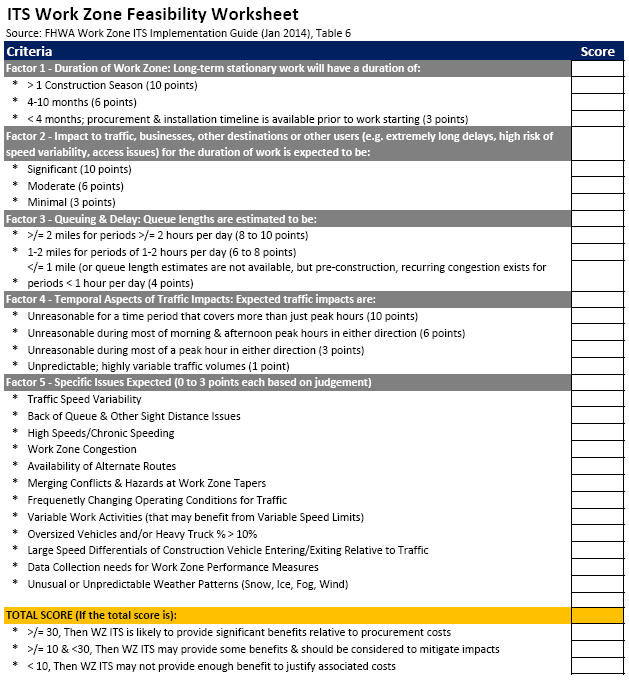 ITS Work Zone Feasibility Worksheet
Source: FHWA Work Zone ITS Implementation Guide (Jan 2014), Table 6
Criteria Score
Factor 1 - Duration of Work Zone: Long-term stationary work will have a duration of:
* > 1 Construction Season (10 points)
* 4-10 months (6 points)
* < 4 months; procurement & installation timeline is available prior to work starting (3 points)
Factor 2 - Impact to traffic, businesses, other destinations or other users (e.g. extremely long delays, high risk of
speed variability, access issues) for the duration of work is expected to be:
* Significant (10 points)
* Moderate (6 points)
* Minimal (3 points)
Factor 3 - Queuing & Delay: Queue lengths are estimated to be:
* >/= 2 miles for periods >/= 2 hours per day (8 to 10 points)
* 1-2 miles for periods of 1-2 hours per day (6 to 8 points)
</= 1 mile (or queue length estimates are not available, but pre-construction, recurring congestion exists for
* periods < 1 hour per day (4 points)
Factor 4 - Temporal Aspects of Traffic Impacts: Expected traffic impacts are:
* Unreasonable for a time period that covers more than just peak hours (10 points)
* Unreasonable during most of morning & afternoon peak hours in either direction (6 points)
* Unreasonable during most of a peak hour in either direction (3 points)
* Unpredictable; highly variable traffic volumes (1 point)
Factor 5 - Specific Issues Expected (0 to 3 points each based on judgement)
* Traffic Speed Variability
* Back of Queue & Other Sight Distance Issues
* High Speeds/Chronic Speeding
* Work Zone Congestion
* Availability of Alternate Routes
* Merging Conflicts & Hazards at Work Zone Tapers
* Frequenetly Changing Operating Conditions for Traffic
* Variable Work Activities (that may benefit from Variable Speed Limits)
* Oversized Vehicles and/or Heavy Truck % > 10%
* Large Speed Differentials of Construction Vehicle Entering/Exiting Relative to Traffic
* Data Collection needs for Work Zone Performance Measures
* Unusual or Unpredictable Weather Patterns (Snow, Ice, Fog, Wind)
TOTAL SCORE (If the total score is):
* >/= 30, Then WZ ITS is likely to provide significant benefits relative to procurement costs
* >/= 10 & <30, Then WZ ITS may provide some benefits & should be considered to mitigate impacts
* < 10, Then WZ ITS may not provide enough benefit to justify associated costs